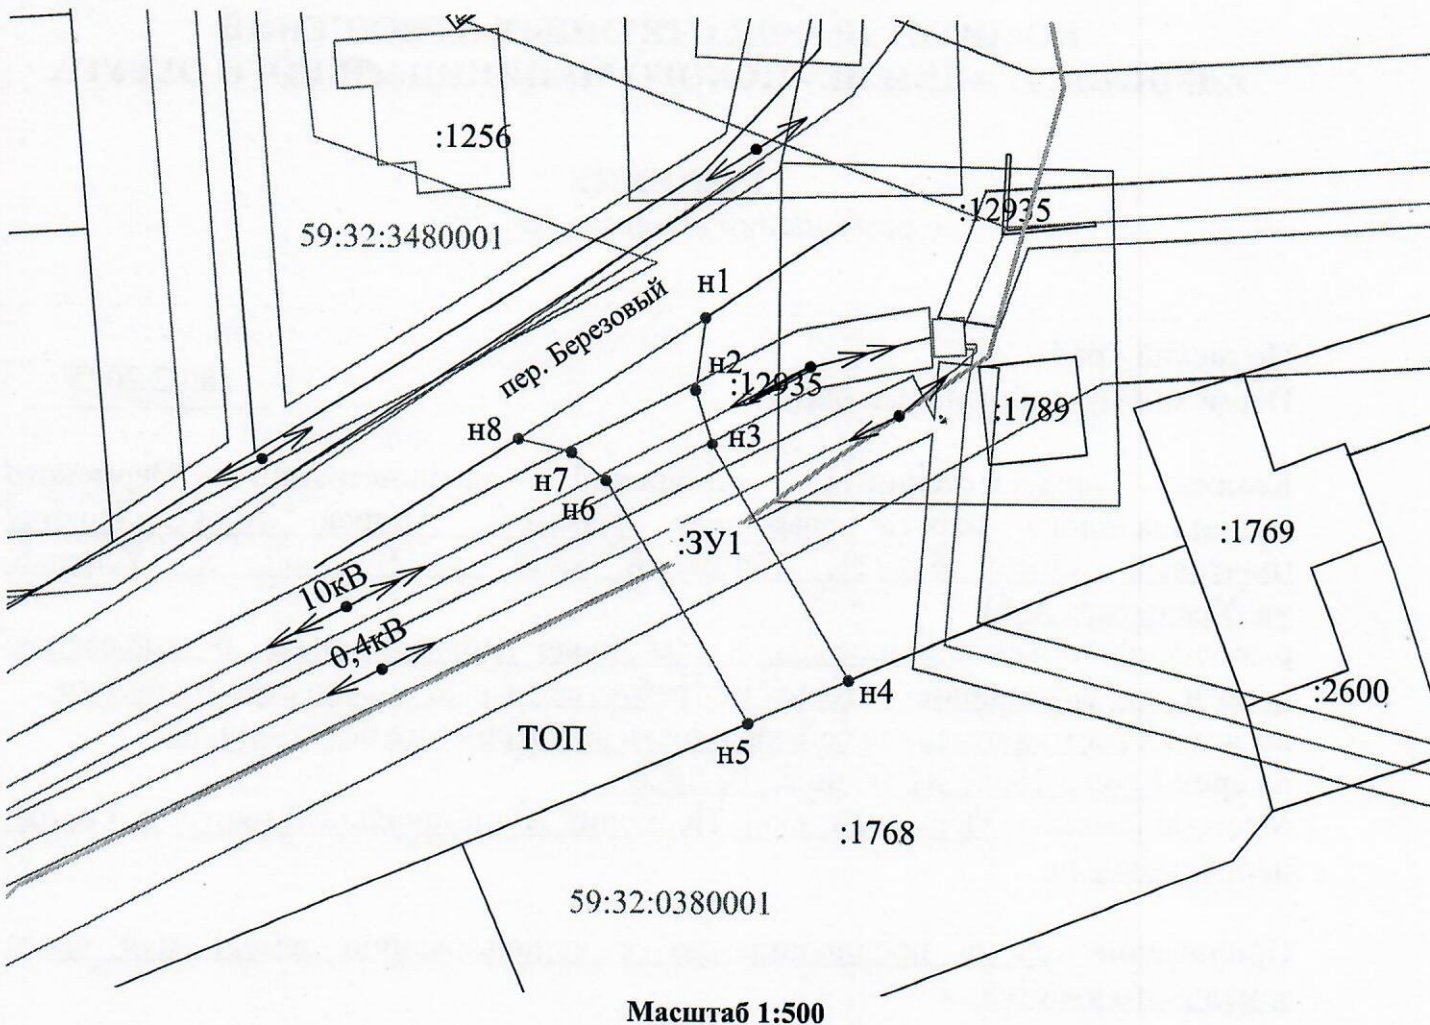 :1256
59:32:3480001
:12935
н1
пер. Березовый
н2
:12935
:1789
н8
н3
н7
н6
:ЗУ1
:1769
10кВ
0,4кВ
н4
:2600
ТОП
н5
:1768
59:32:0380001
Масштаб 1:500